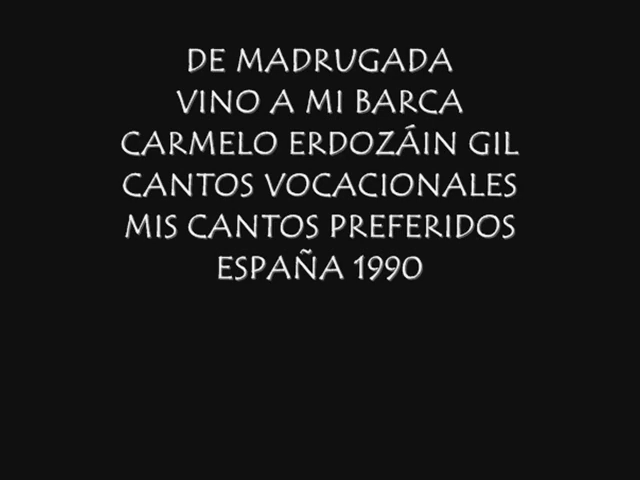 DE MADRUGADA
VINO A MI BARCA
CARMELO ERDOZÁIN GIL
CANTOS VOCACIONALES
MIS CANTOS PREFERIDOS
ESPAÑA 1990